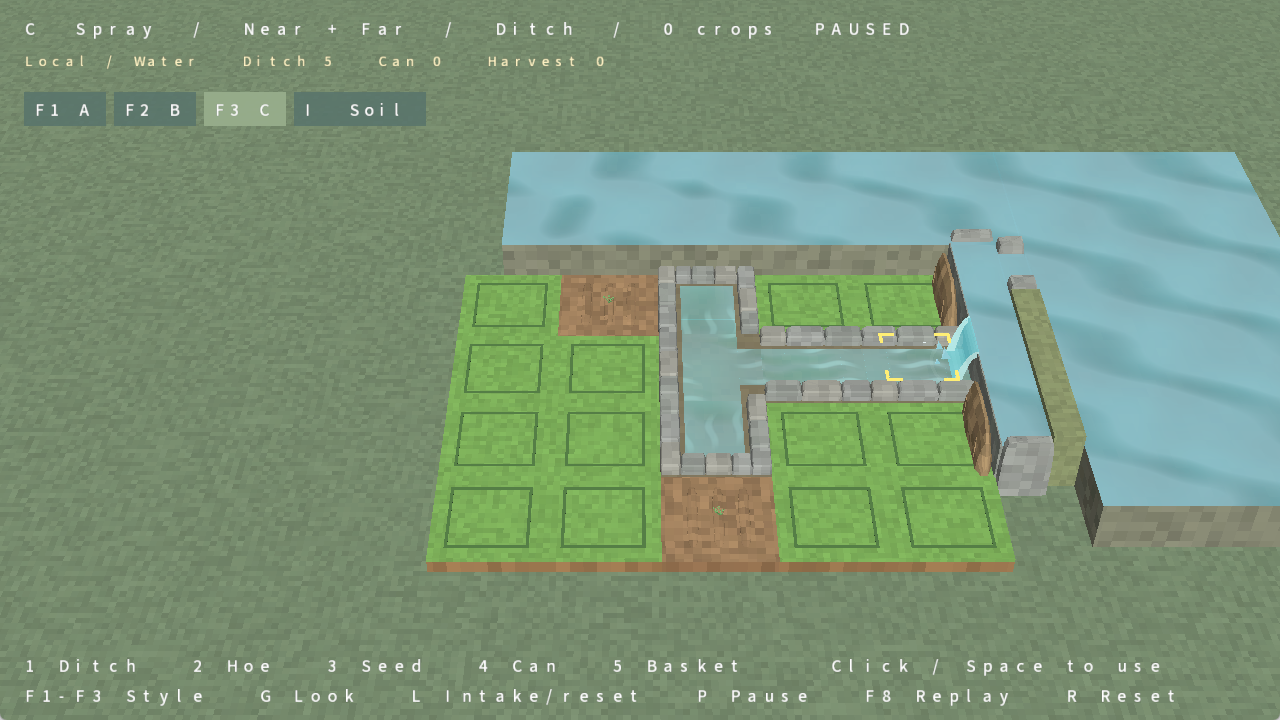 C Spray / Near + Far / Ditch / 0 crops PAUSED
Local / Water Ditch 5 Can 0 Harvest 0
F1 A F2 B F3 C I Soil
1 Ditch 2 Hoe 3 Seed 4 Can 5 Basket Click / Space to use
F1-F3 Style G Look L Intake/reset P Pause F8 Replay R Reset